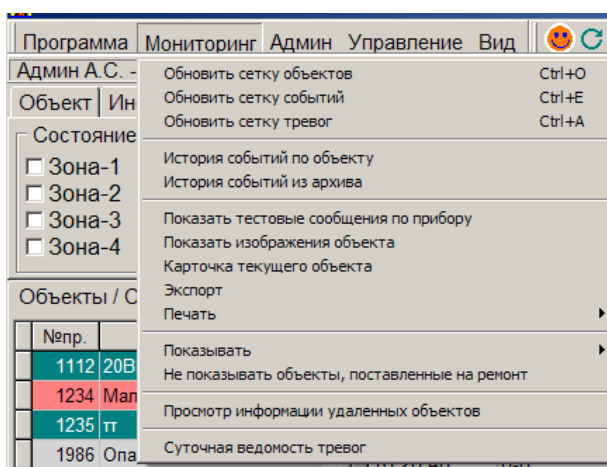 Программа Мониторинг Админ Управление Вид
Админ А.С. -
Объект Ин
Состояние
Зона-1
Зона-2
Зона-3
Зона-4
Объекты / С
№пр.
1112 20В
1234 Мал
1235 тт
1986 Опа
Обновить сетку объектов Ctrl+O
Обновить сетку событий Ctrl+E
Обновить сетку тревог Ctrl+A
История событий по объекту
История событий из архива
Показать тестовые сообщения по прибору
Показать изображения объекта
Карточка текущего объекта
Экспорт
Печать
Показывать
Не показывать объекты, поставленные на ремонт
Просмотр информации удаленных объектов
Суточная ведомость тревог